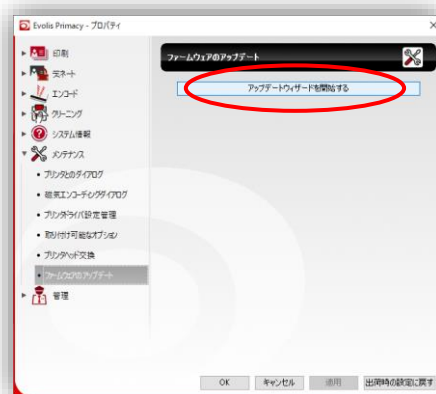 Evolis Primacy - プロパティ
印刷
ファームウェアのアップデート
エンコード
アップデートウィザードを開始する
クリーニング
システム情報
メンテナンス
プリンタとのダイアログ
磁気エンコーディングダイアログ
プリンタドライバ設定管理
取り付け可能なオプション
プリンタヘッド交換
ファームウェアのアップデート
管理
OK キャンセル 適用 出荷時の設定に戻す